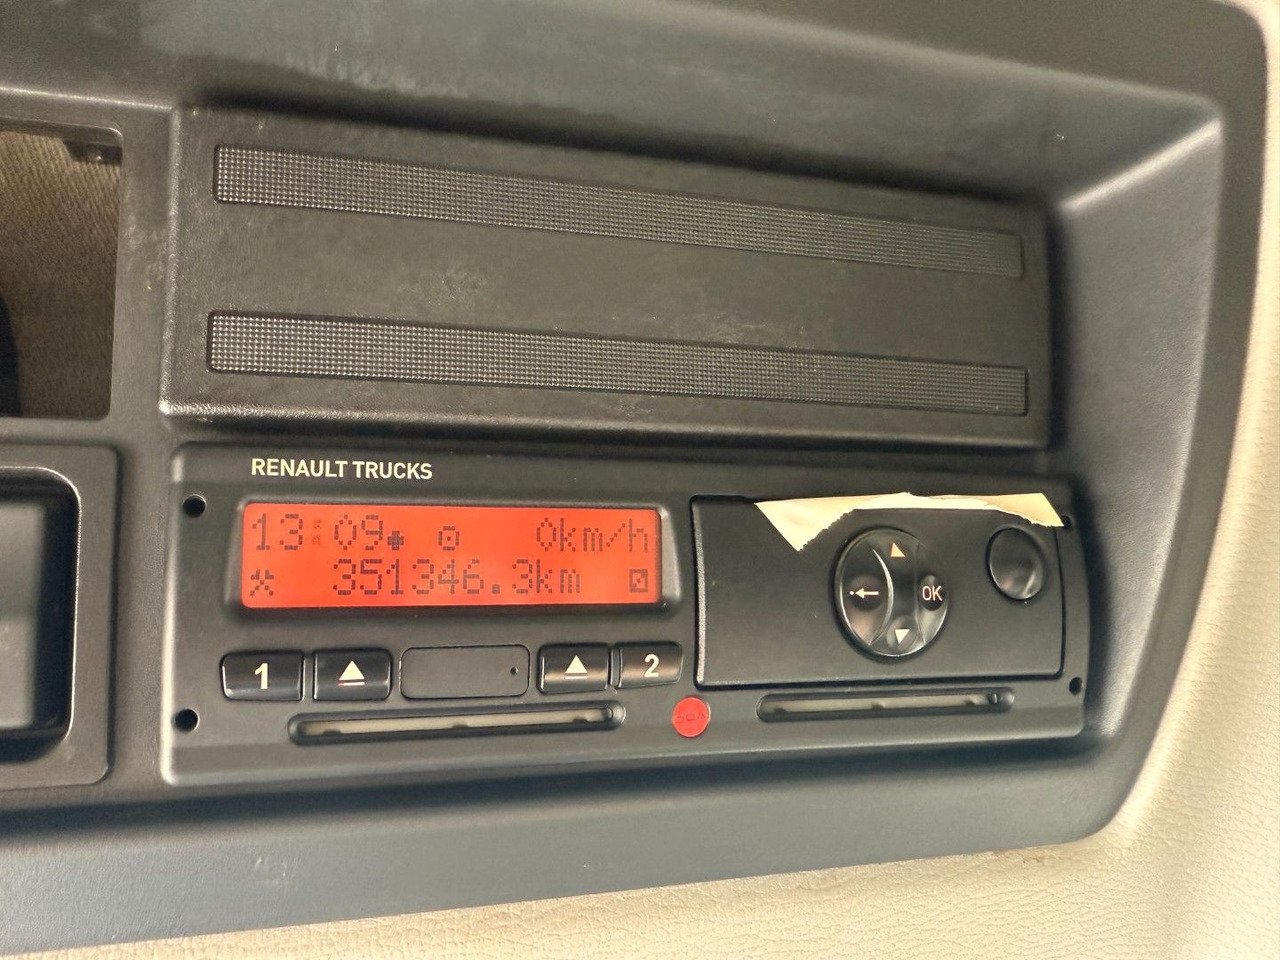 RENAULT TRUCKS
13:09 0km/h
351346.3km
1 2
OK